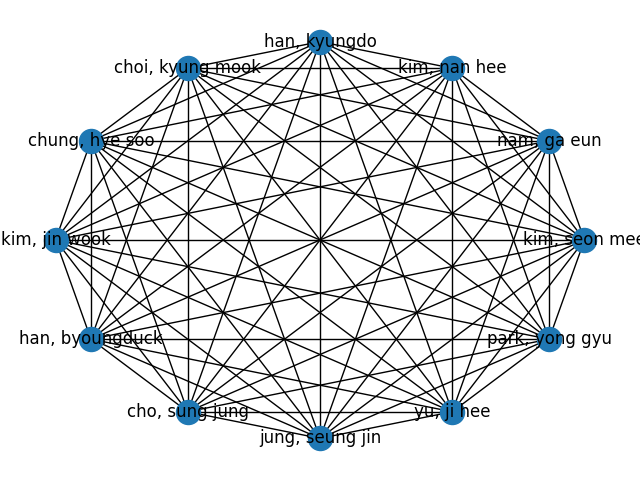 han, kyungdo
choi, kyung mook
kim, nan hee
chung, hye soo
nam, ga eun
kim, jin wook
kim, seon mee
han, byoungduck
park, yong gyu
cho, sung jung
yu, ji hee
jung, seung jin